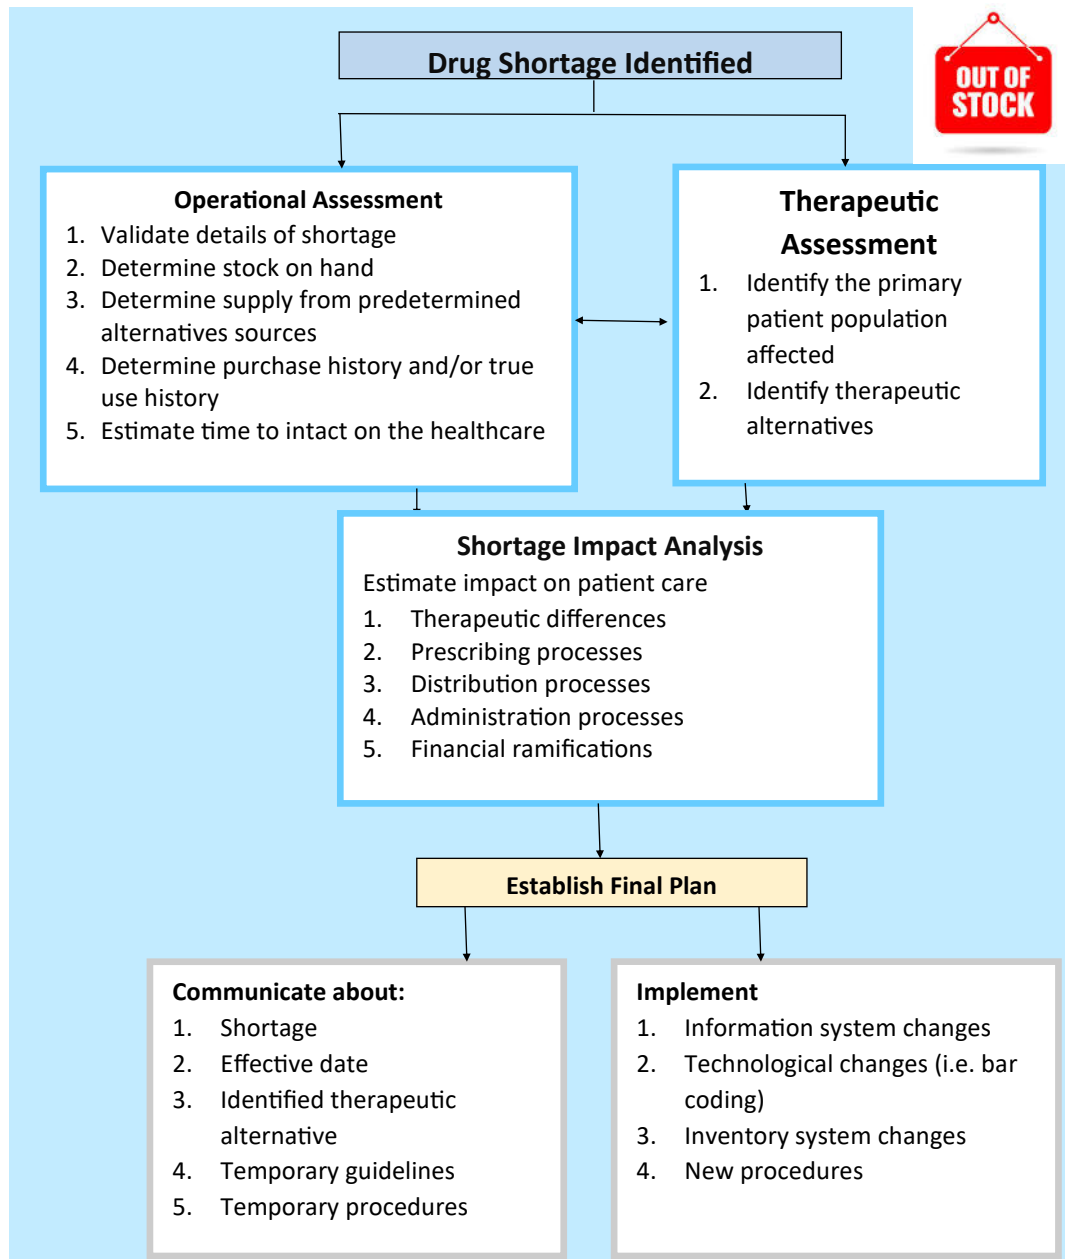 Drug Shortage Identified
OUT OF
STOCK
Operational Assessment
1. Validate details of shortage
2. Determine stock on hand
3. Determine supply from predetermined
alternatives sources
4. Determine purchase history and/or true
use history
5. Estimate time to intact on the healthcare
Therapeutic
Assessment
1. Identify the primary
patient population
affected
2. Identify therapeutic
alternatives
Shortage Impact Analysis
Estimate impact on patient care
1. Therapeutic differences
2. Prescribing processes
3. Distribution processes
4. Administration processes
5. Financial ramifications
Establish Final Plan
Communicate about:
1. Shortage
2. Effective date
3. Identified therapeutic
alternative
4. Temporary guidelines
5. Temporary procedures
Implement
1. Information system changes
2. Technological changes (i.e. bar
coding)
3. Inventory system changes
4. New procedures